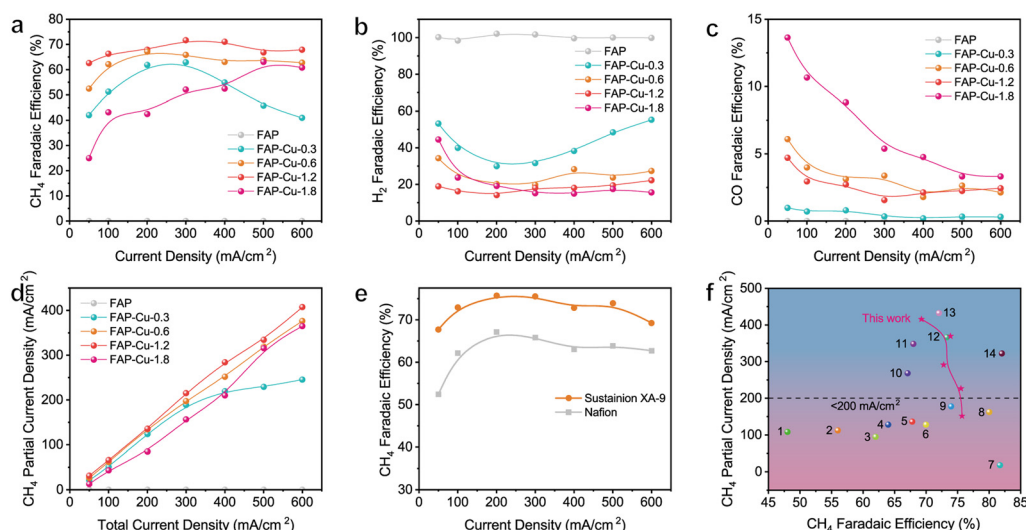 a
CH4 Faradaic Efficiency (%)
80
70
60
50
40
30
20
10
0
FAP
FAP-Cu-0.3
FAP-Cu-0.6
FAP-Cu-1.2
FAP-Cu-1.8
0 100 200 300 400 500 600
Current Density (mA/cm²)
b
H2 Faradaic Efficiency (%)
100
80
60
40
20
0
FAP
FAP-Cu-0.3
FAP-Cu-0.6
FAP-Cu-1.2
FAP-Cu-1.8
0 100 200 300 400 500 600
Current Density (mA/cm²)
c
CO Faradaic Efficiency (%)
15
10
5
0
FAP
FAP-Cu-0.3
FAP-Cu-0.6
FAP-Cu-1.2
FAP-Cu-1.8
0 100 200 300 400 500 600
Current Density (mA/cm²)
d
CH4 Partial Current Density (mA/cm²)
400
300
200
100
0
FAP
FAP-Cu-0.3
FAP-Cu-0.6
FAP-Cu-1.2
FAP-Cu-1.8
0 100 200 300 400 500 600
Total Current Density (mA/cm²)
e
CH4 Faradaic Efficiency (%)
75
60
45
30
Sustainion XA-9
Nafion
0 100 200 300 400 500 600
Current Density (mA/cm²)
f
CH4 Partial Current Density (mA/cm²)
500
400
300
200
100
0
This work
13
12
11
14
10
<200 mA/cm²
9
8
5
4
6
1
2
3
7
45 50 55 60 65 70 75 80 85
CH4 Faradaic Efficiency (%)